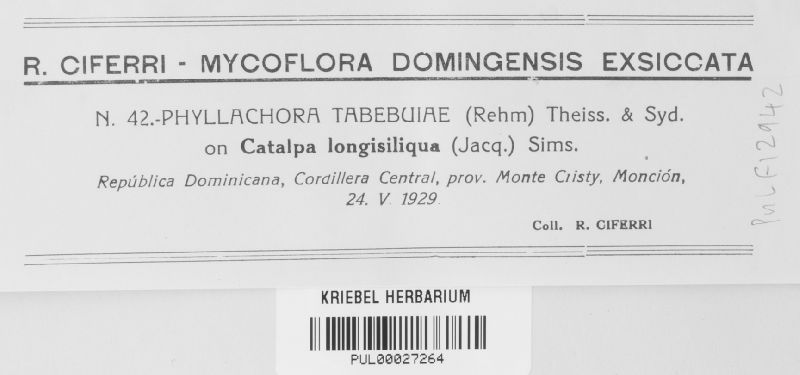 R. CIFERRI - MYCOFLORA DOMINGENSIS EXSICCATA
N. 42.-PHYLLACHORA TABEBUIAE (Rehm) Theiss. & Syd.
on Catalpa longisiliqua (Jacq.) Sims.
República Dominicana, Cordillera Central, prov. Monte Cristy, Monción,
24. V. 1929.
Coll. R. CIFERRI
PUL F12942
KRIEBEL HERBARIUM
PUL00027264